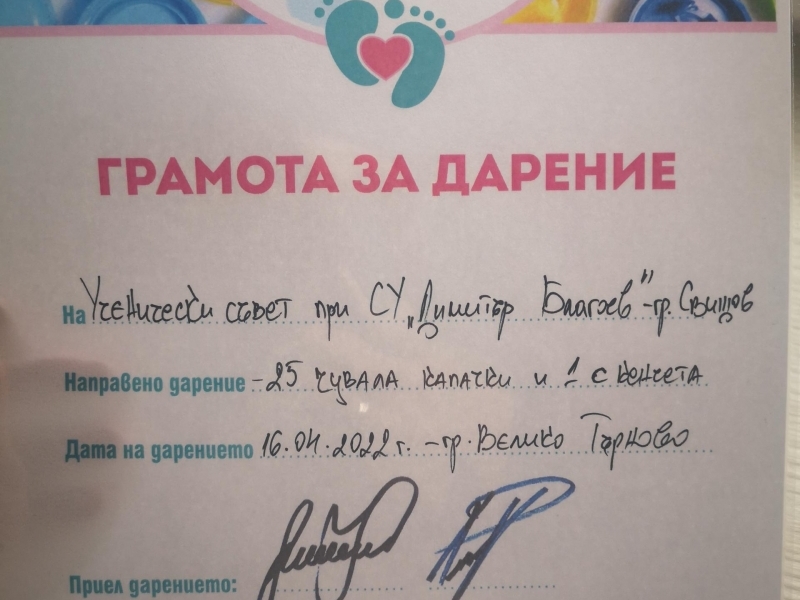 ГРАМОТА ЗА ДАРЕНИЕ
На Ученически съвет при СУ „Димитър Благоев" - гр. Свищов
Направено дарение - 25 чувала капачки и 1 с кенчета
Дата на дарението 16.04.2022 г. - гр. Велико Търново
Приел дарението: